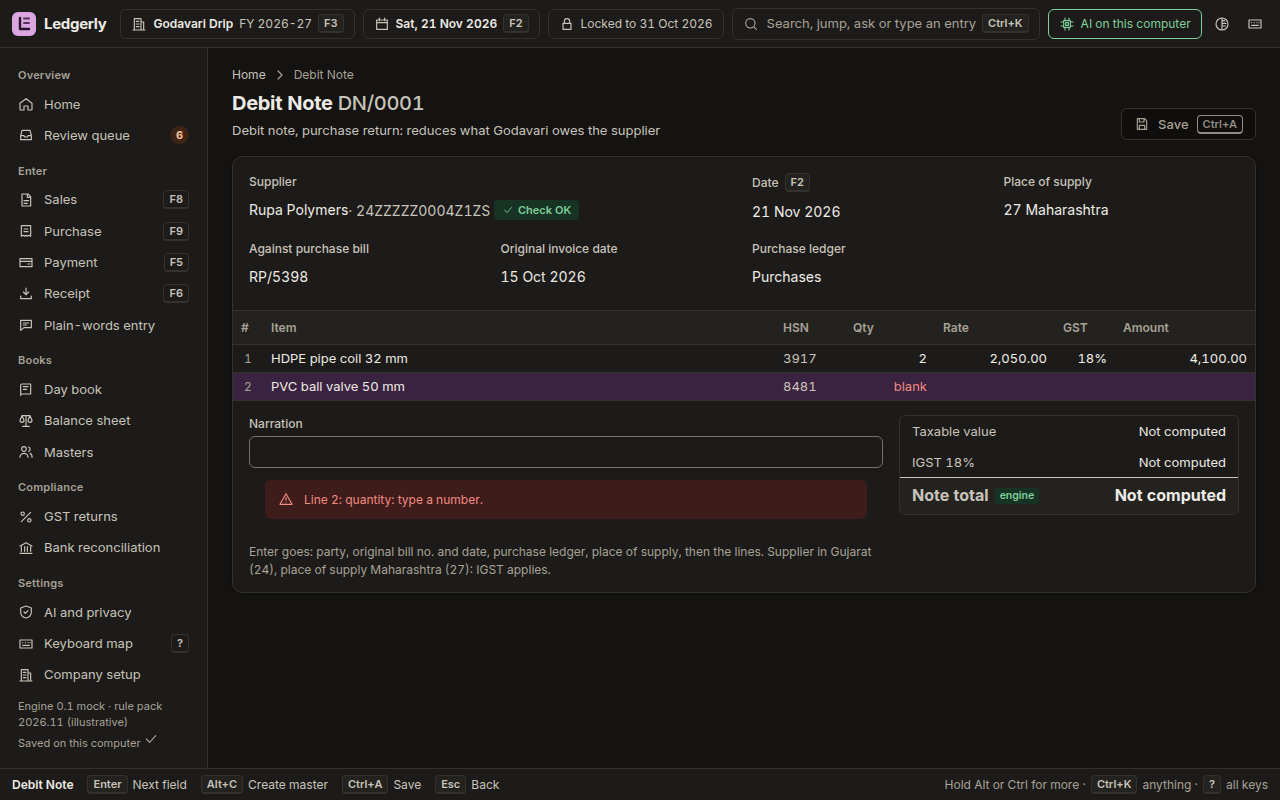 Ledgerly
Godavari Drip FY 2026-27 F3
Sat, 21 Nov 2026 F2
Locked to 31 Oct 2026
Search, jump, ask or type an entry Ctrl+K
AI on this computer
Overview
Home
Review queue 6
Enter
Sales F8
Purchase F9
Payment F5
Receipt F6
Plain-words entry
Books
Day book
Balance sheet
Masters
Compliance
GST returns
Bank reconciliation
Settings
AI and privacy
Keyboard map ?
Company setup
Engine 0.1 mock · rule pack
2026.11 (illustrative)
Saved on this computer
Home Debit Note
Debit Note DN/0001
Debit note, purchase return: reduces what Godavari owes the supplier
Save Ctrl+A
Supplier Date F2 Place of supply
Rupa Polymers· 24ZZZZZ0004Z1ZS Check OK 21 Nov 2026 27 Maharashtra
Against purchase bill Original invoice date Purchase ledger
RP/5398 15 Oct 2026 Purchases
# Item HSN Qty Rate GST Amount
1 HDPE pipe coil 32 mm 3917 2 2,050.00 18% 4,100.00
2 PVC ball valve 50 mm 8481 blank
Narration
Line 2: quantity: type a number.
Enter goes: party, original bill no. and date, purchase ledger, place of supply, then the lines. Supplier in Gujarat
(24), place of supply Maharashtra (27): IGST applies.
Taxable value Not computed
IGST 18% Not computed
Note total engine Not computed
Debit Note Enter Next field Alt+C Create master Ctrl+A Save Esc Back
Hold Alt or Ctrl for more · Ctrl+K anything · ? all keys